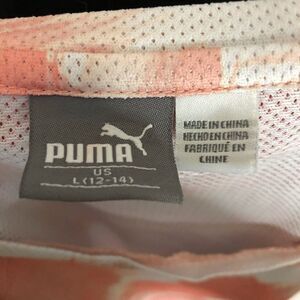 PUMA
US
L (12-14)
MADE IN CHINA
HECHO EN CHINA
FABRIQUÉ EN
CHINE